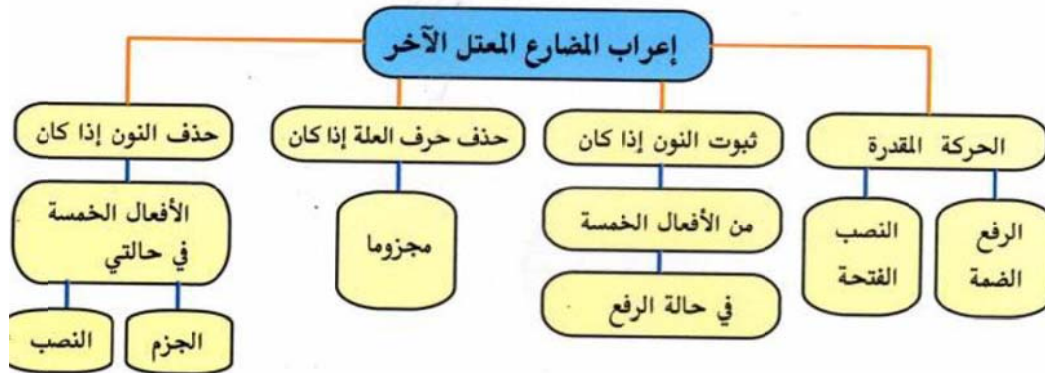 إعراب المضارع المعتل الآخر
الحركة المقدرة
الرفع
الضمة
النصب
الفتحة
ثبوت النون إذا كان
من الأفعال الخمسة
في حالة الرفع
حذف حرف العلة إذا كان
مجزوما
حذف النون إذا كان
الأفعال الخمسة
في حالتي
الجزم
النصب